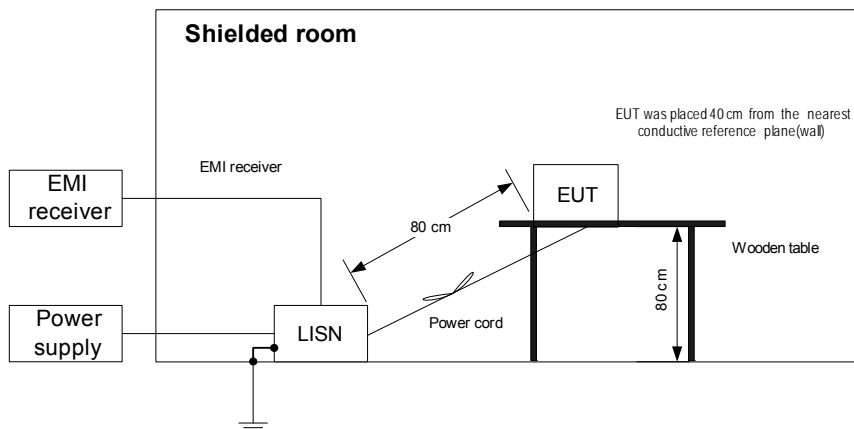 Shielded room
EUT was placed 40 cm from the nearest
conductive reference plane(wall)
EMI receiver
EMI
receiver
EUT
80 cm
Wooden table
80 cm
Power
supply
LISN
Power cord